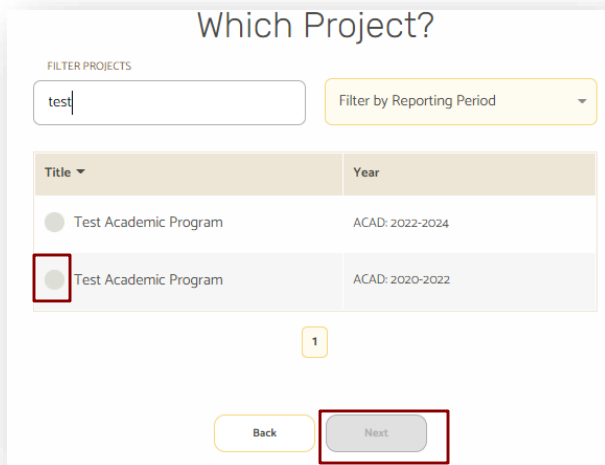 Which Project?
FILTER PROJECTS
test
Filter by Reporting Period
Title Year
Test Academic Program ACAD: 2022-2024
Test Academic Program ACAD: 2020-2022
1
Back Next